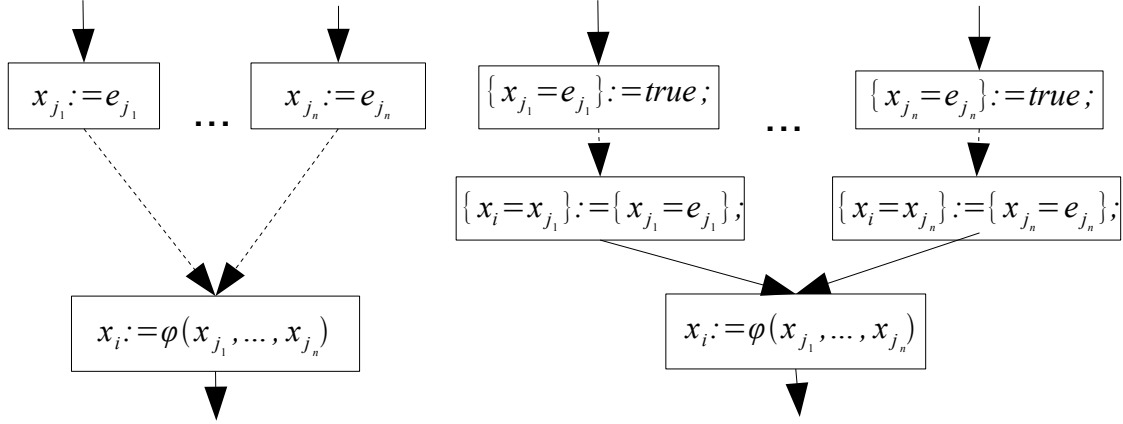 x_{j_1}:=e_{j_1} ... x_{j_n}:=e_{j_n}
x_i:=φ(x_{j_1},...,x_{j_n})
{x_{j_1}=e_{j_1}}:=true; ... {x_{j_n}=e_{j_n}}:=true;
{x_i=x_{j_1}}:={x_{j_1}=e_{j_1}}; {x_i=x_{j_n}}:={x_{j_n}=e_{j_n}};
x_i:=φ(x_{j_1},...,x_{j_n})